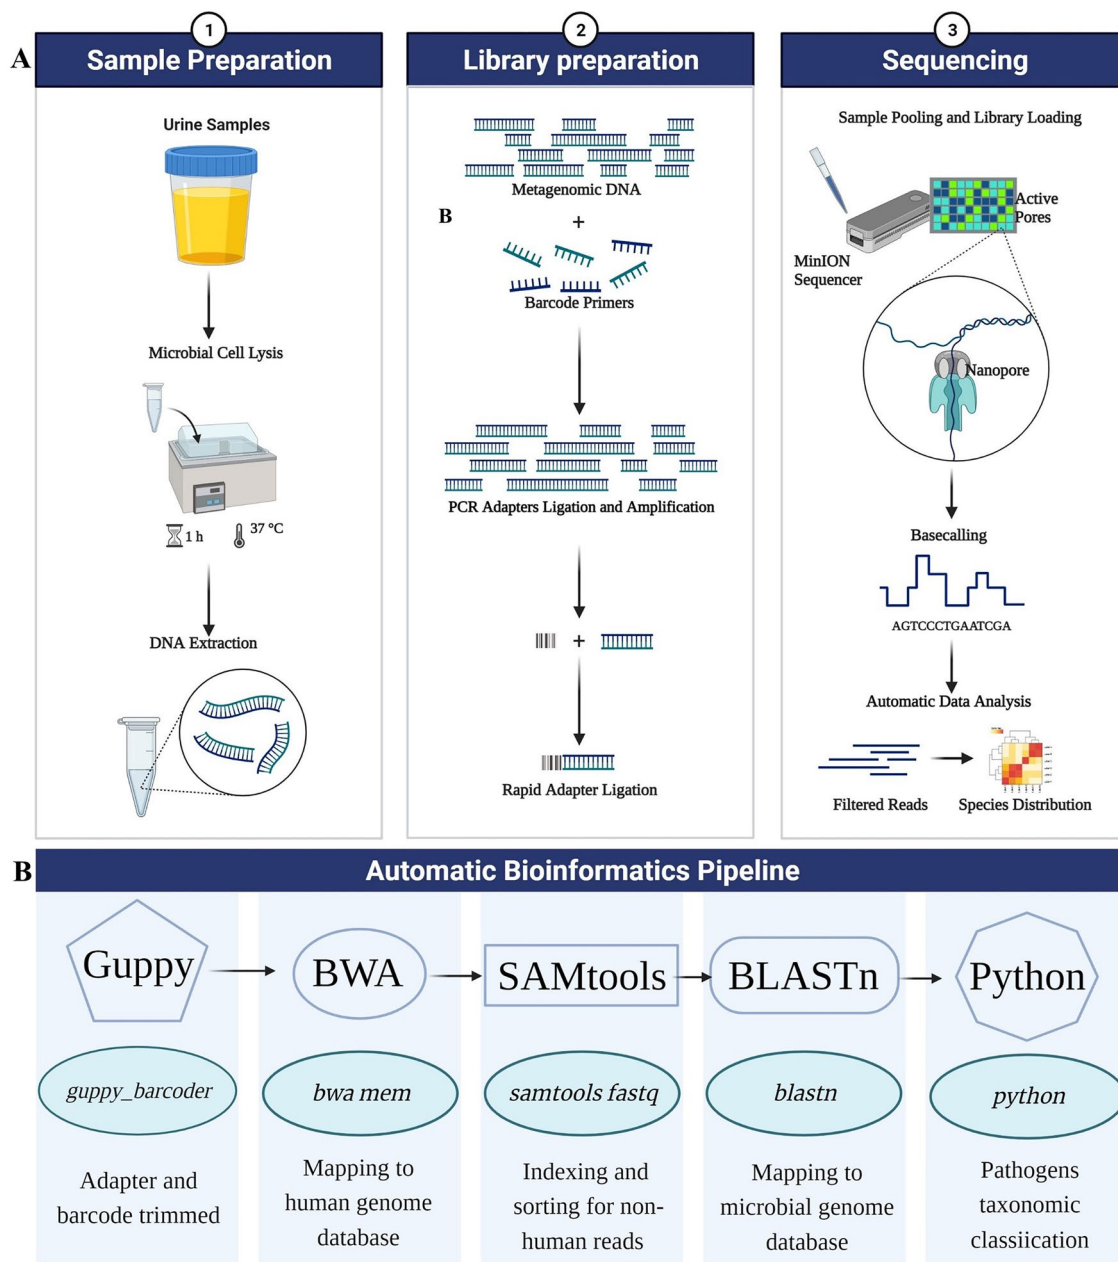 A
1
Sample Preparation
Urine Samples
Microbial Cell Lysis
1 h
37 °C
DNA Extraction
2
Library preparation
Metagenomic DNA
B
+
Barcode Primers
PCR Adapters Ligation and Amplification
+
Rapid Adapter Ligation
3
Sequencing
Sample Pooling and Library Loading
Active
Pores
MinION
Sequencer
Nanopore
Basecalling
AGTCCCTGAATCGA
Automatic Data Analysis
Filtered Reads
Species Distribution
B
Automatic Bioinformatics Pipeline
Guppy
BWA
SAMtools
BLASTn
Python
guppy_barcoder
bwa mem
samtools fastq
blastn
python
Adapter and
barcode trimmed
Mapping to
human genome
database
Indexing and
sorting for non-
human reads
Mapping to
microbial genome
database
Pathogens
taxonomic
classiication